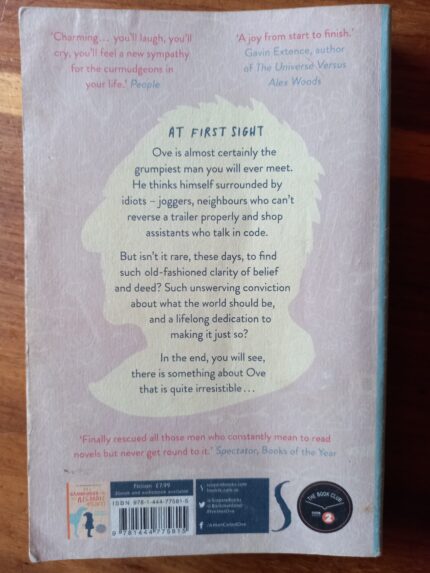 'Charming... you'll laugh, you'll
cry, you'll feel a new sympathy
for the curmudgeons in
your life.' People
'A joy from start to finish.'
Gavin Extence, author
of The Universe Versus
Alex Woods
AT FIRST SIGHT
Ove is almost certainly the
grumpiest man you will ever meet.
He thinks himself surrounded by
idiots – joggers, neighbours who can't
reverse a trailer properly and shop
assistants who talk in code.
But isn't it rare, these days, to find
such old-fashioned clarity of belief
and deed? Such unswerving conviction
about what the world should be,
and a lifelong dedication to
making it just so?
In the end, you will see,
there is something about Ove
that is quite irresistible...
'Finally rescued all those men who constantly mean to read
novels but never get round to it.' Spectator, Books of the Year
Fiction £7.99
ISBN 978-1-444-77581-5
9 781444 775815
/AManCalledOve
THE BOOK CLUB